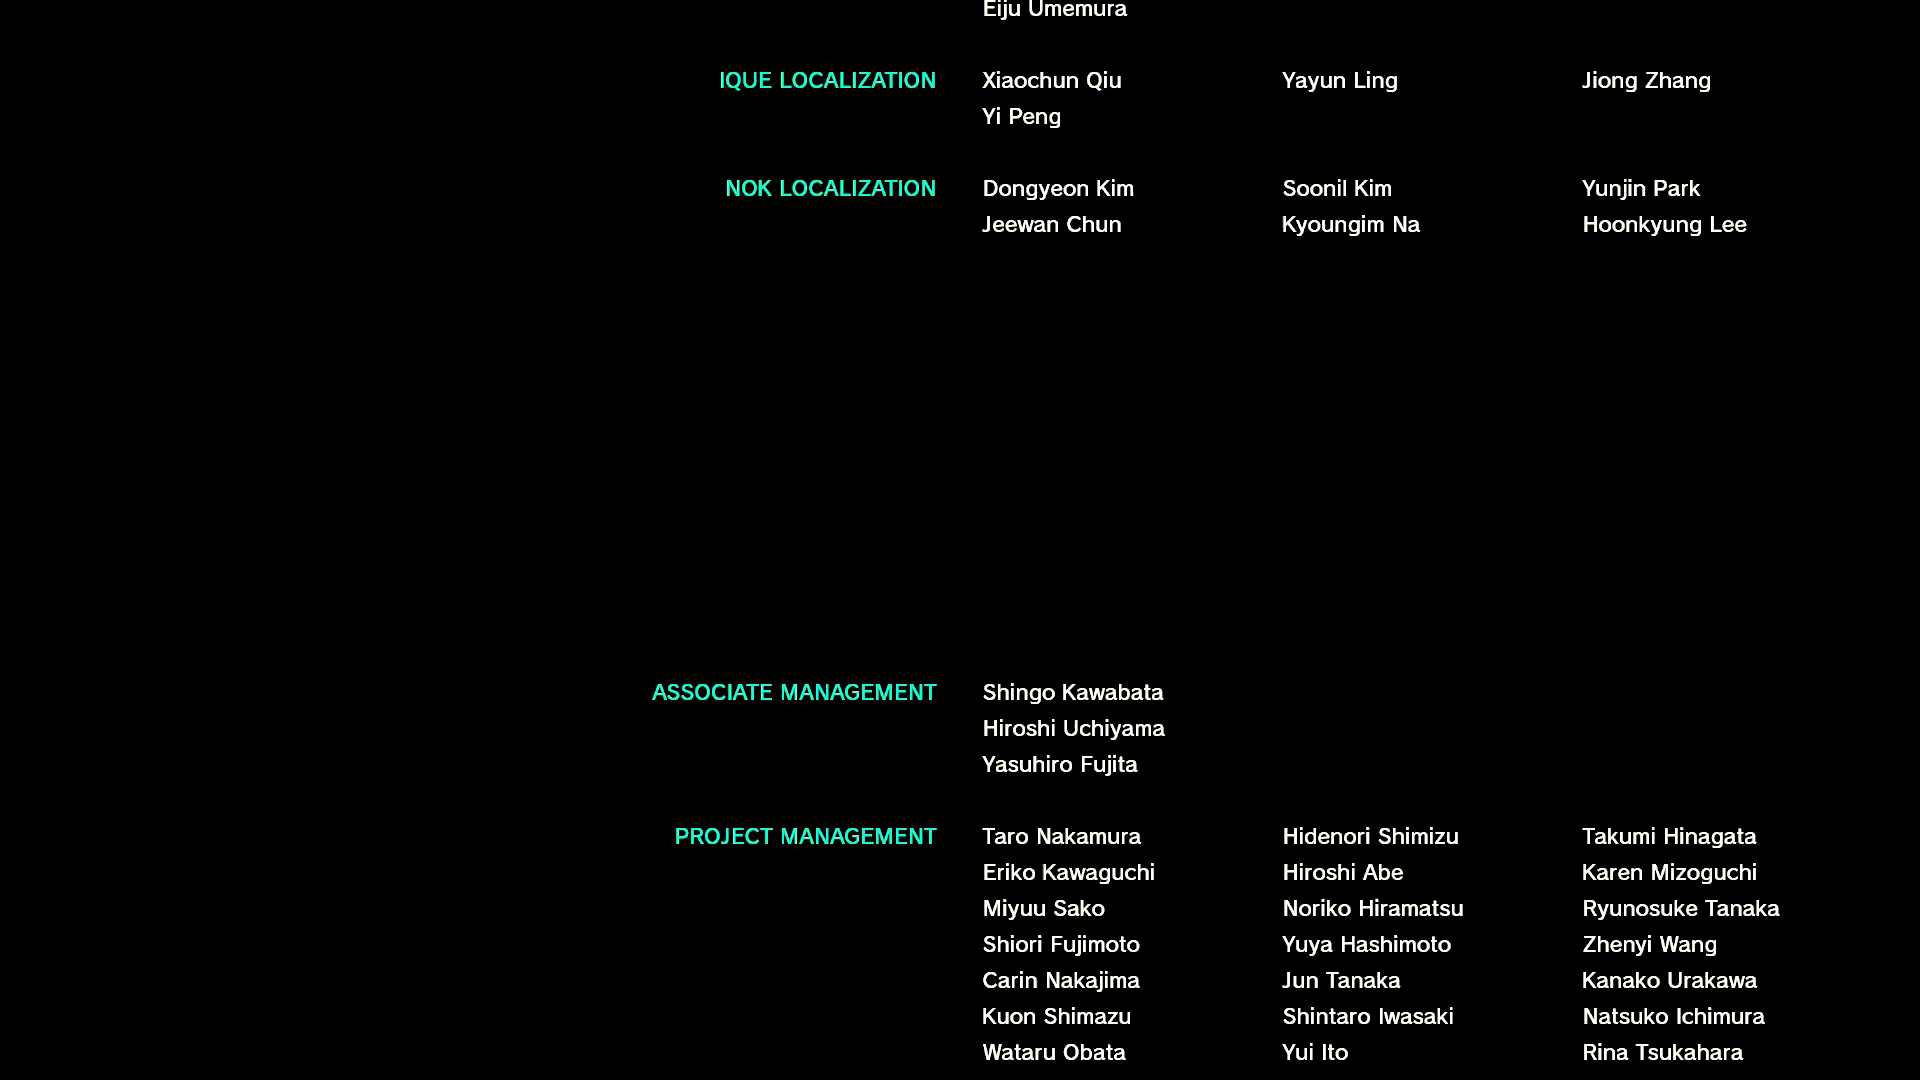 Eiju Umemura
IQUE LOCALIZATION Xiaochun Qiu Yayun Ling Jiong Zhang
Yi Peng
NOK LOCALIZATION Dongyeon Kim Soonil Kim Yunjin Park
Jeewan Chun Kyoungim Na Hoonkyung Lee
ASSOCIATE MANAGEMENT Shingo Kawabata
Hiroshi Uchiyama
Yasuhiro Fujita
PROJECT MANAGEMENT Taro Nakamura Hidenori Shimizu Takumi Hinagata
Eriko Kawaguchi Hiroshi Abe Karen Mizoguchi
Miyuu Sako Noriko Hiramatsu Ryunosuke Tanaka
Shiori Fujimoto Yuya Hashimoto Zhenyi Wang
Carin Nakajima Jun Tanaka Kanako Urakawa
Kuon Shimazu Shintaro Iwasaki Natsuko Ichimura
Wataru Obata Yui Ito Rina Tsukahara